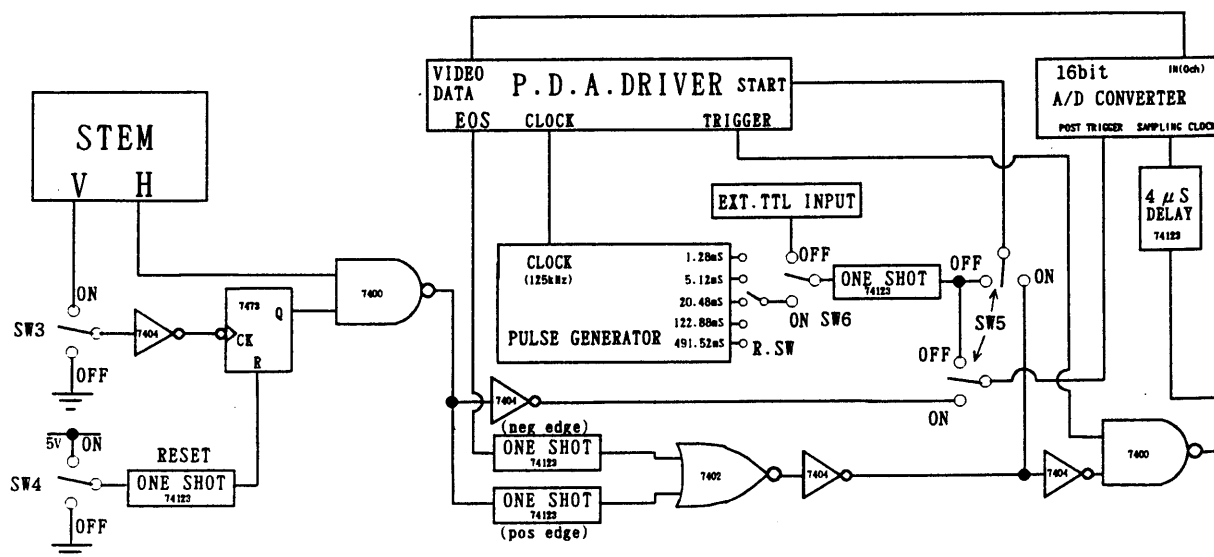 VIDEO
DATA
P.D.A.DRIVER
START
EOS
CLOCK
TRIGGER
16bit
IN(0ch)
A/D CONVERTER
POST TRIGGER
SAMPLING CLOCK
STEM
V
H
4 μS
DELAY
74123
EXT.TTL INPUT
CLOCK
(125kHz)
PULSE GENERATOR
1.28mS
5.12mS
20.48mS
122.88mS
491.52mS
R.SW
OFF
ON
SW6
ONE SHOT
74123
OFF
ON
SW5
OFF
ON
ON
SW3
OFF
7404
7473
Q
CK
R
7400
7404
(neg edge)
ONE SHOT
74123
ONE SHOT
74123
(pos edge)
7402
7404
7404
7400
5V
ON
SW4
OFF
RESET
ONE SHOT
74123